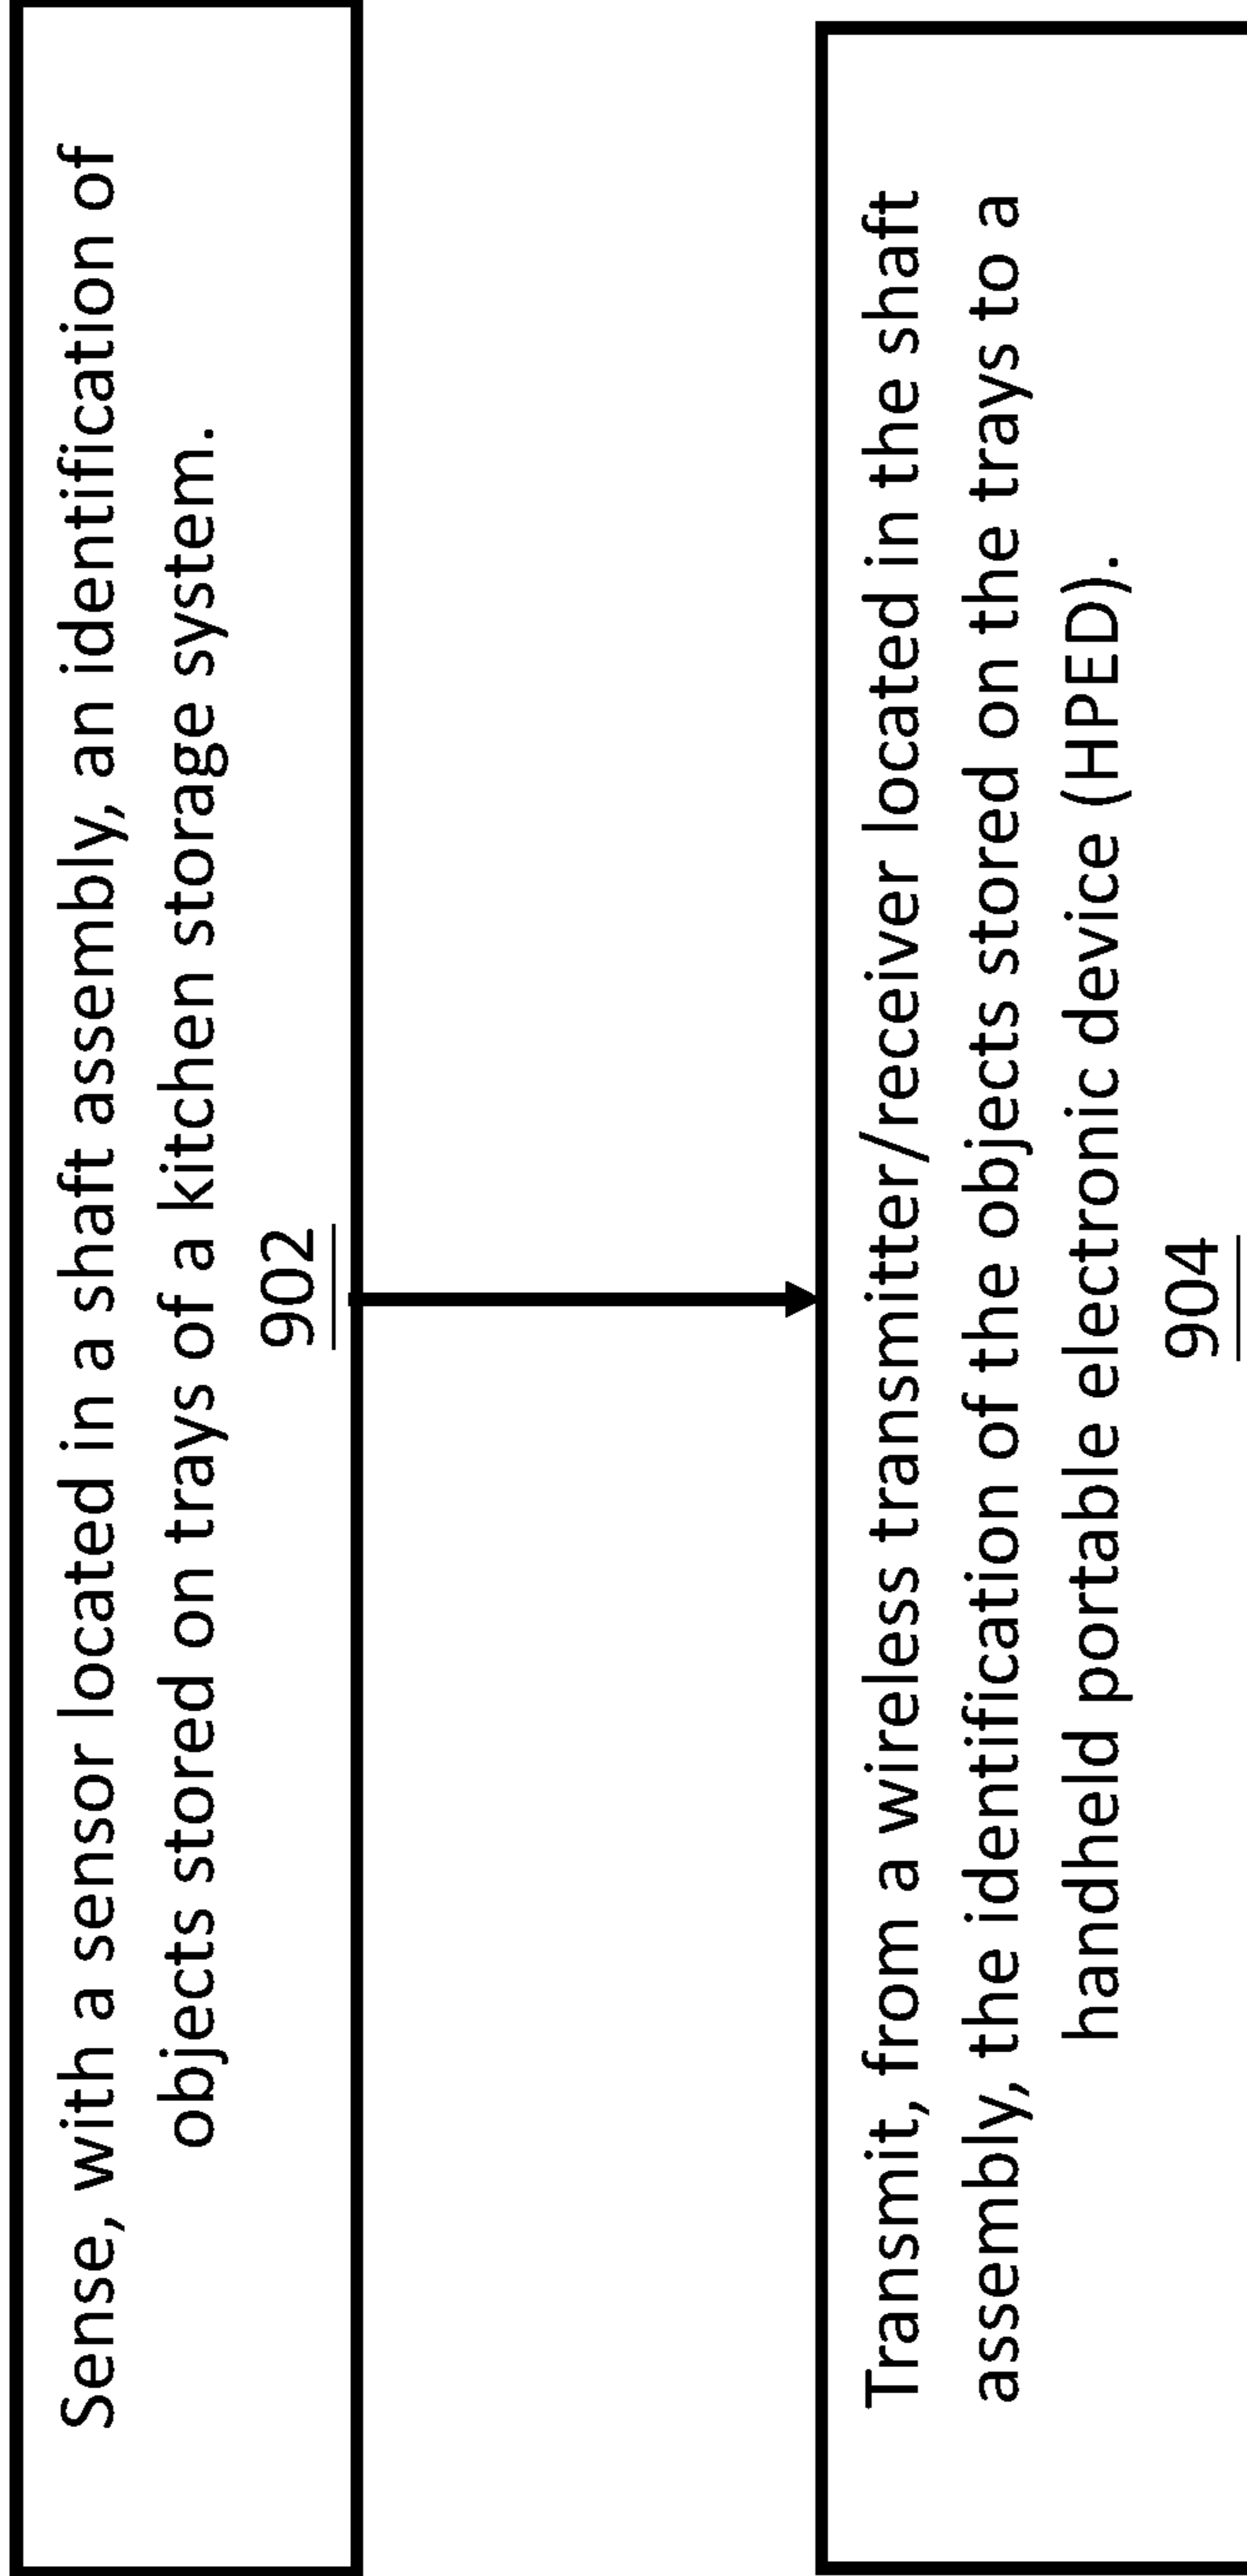 Sense, with a sensor located in a shaft assembly, an identification of
objects stored on trays of a kitchen storage system.
902
Transmit, from a wireless transmitter/receiver located in the shaft
assembly, the identification of the objects stored on the trays to a
handheld portable electronic device (HPED).
904